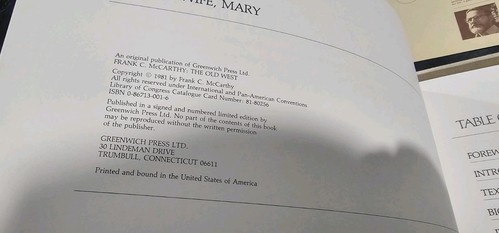 WIFE, MARY
An original publication of Greenwich Press Ltd.
FRANK C. McCARTHY: THE OLD WEST
Copyright © 1981 by Frank C. McCarthy
All rights reserved under International and Pan-American Conventions
Library of Congress Catalogue Card Number: 81-80256
ISBN 0-86713-001-6
Published in a signed and numbered limited edition by
Greenwich Press Ltd. No part of the contents of this book
may be reproduced without the written permission
of the publisher.
GREENWICH PRESS LTD.
30 LINDEMAN DRIVE
TRUMBULL, CONNECTICUT 06611
Printed and bound in the United States of America
TABLE
FOREW
INTRO
TEX
BIO